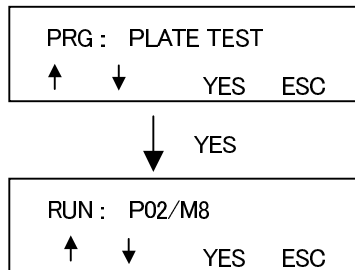 PRG : PLATE TEST
↑ ↓ YES ESC
YES
RUN : P02/M8
↑ ↓ YES ESC